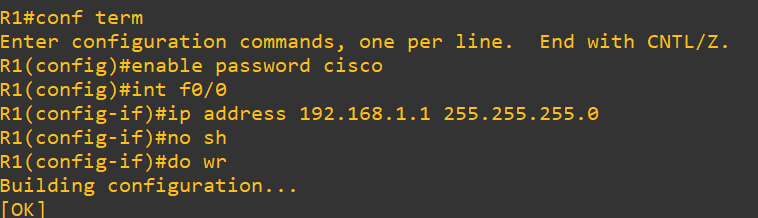 R1#conf term
Enter configuration commands, one per line.  End with CNTL/Z.
R1(config)#enable password cisco
R1(config)#int f0/0
R1(config-if)#ip address 192.168.1.1 255.255.255.0
R1(config-if)#no sh
R1(config-if)#do wr
Building configuration...
[OK]